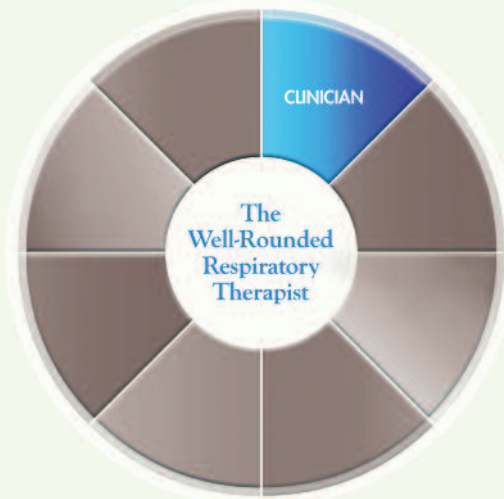 CLINICIAN
The
Well-Rounded
Respiratory
Therapist